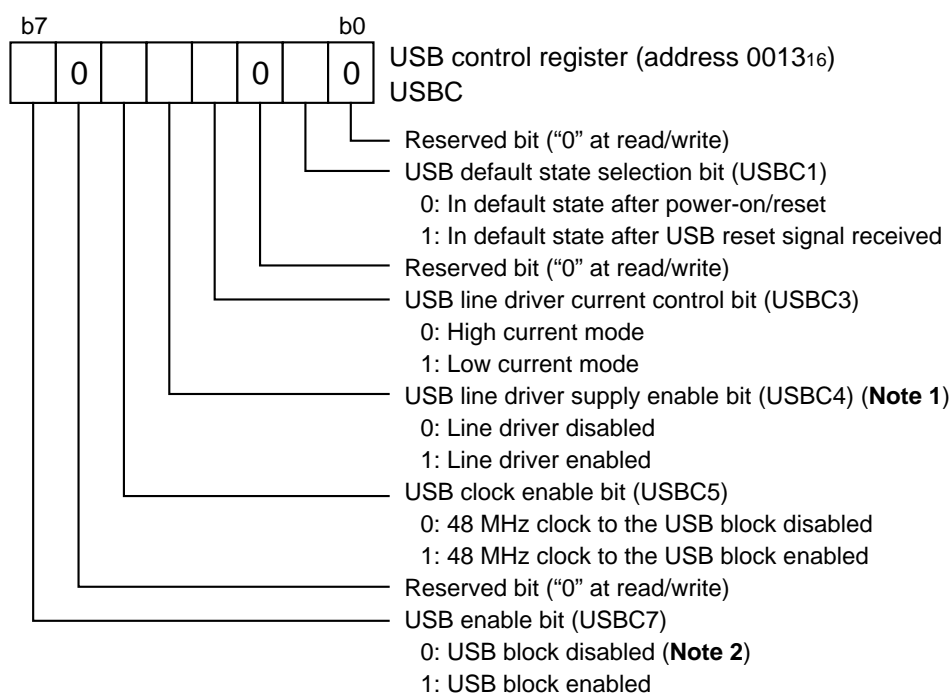 b7 b0
0 0 0
USB control register (address 001316)
USBC
Reserved bit (“0” at read/write)
USB default state selection bit (USBC1)
0: In default state after power-on/reset
1: In default state after USB reset signal received
Reserved bit (“0” at read/write)
USB line driver current control bit (USBC3)
0: High current mode
1: Low current mode
USB line driver supply enable bit (USBC4) (Note 1)
0: Line driver disabled
1: Line driver enabled
USB clock enable bit (USBC5)
0: 48 MHz clock to the USB block disabled
1: 48 MHz clock to the USB block enabled
Reserved bit (“0” at read/write)
USB enable bit (USBC7)
0: USB block disabled (Note 2)
1: USB block enabled